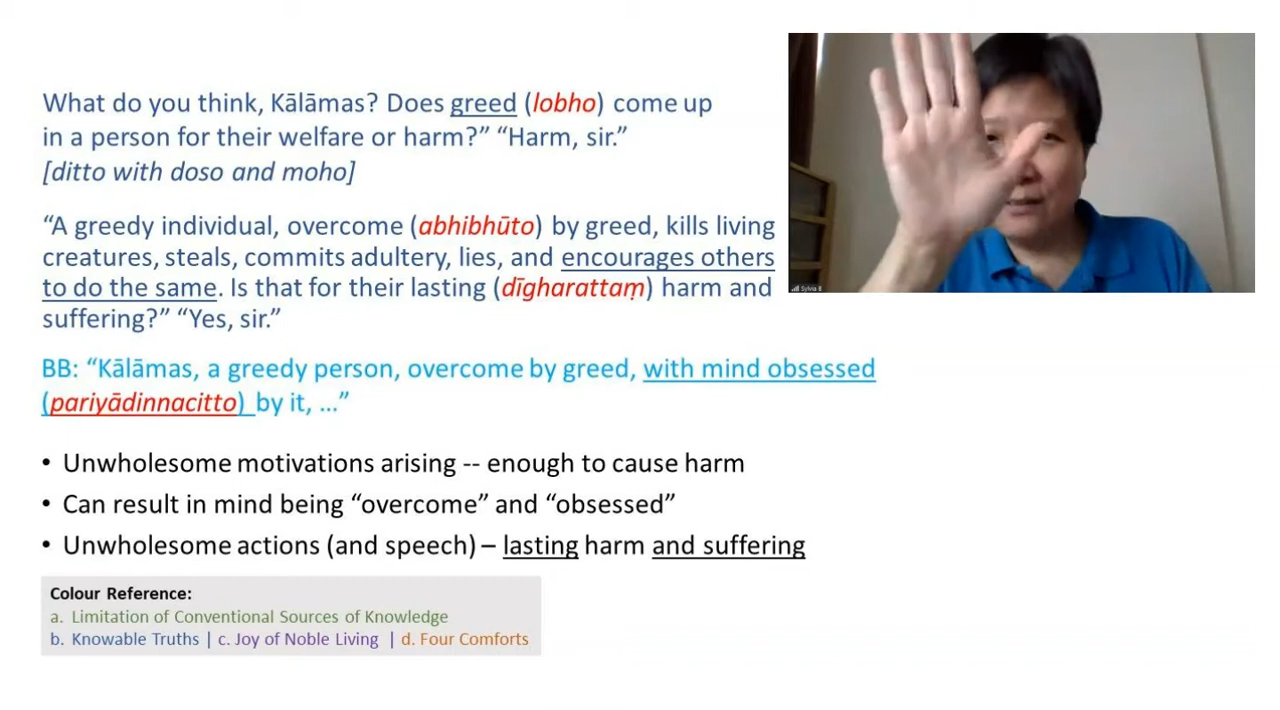 What do you think, Kālāmas? Does greed (lobho) come up
in a person for their welfare or harm?” “Harm, sir.”
[ditto with doso and moho]
“A greedy individual, overcome (abhibhūto) by greed, kills living
creatures, steals, commits adultery, lies, and encourages others
to do the same. Is that for their lasting (dīgharattaṃ) harm and
suffering?” “Yes, sir.”
BB: “Kālāmas, a greedy person, overcome by greed, with mind obsessed
(pariyādinnacitto) by it, …”
• Unwholesome motivations arising -- enough to cause harm
• Can result in mind being “overcome” and “obsessed”
• Unwholesome actions (and speech) – lasting harm and suffering
Colour Reference:
a. Limitation of Conventional Sources of Knowledge
b. Knowable Truths | c. Joy of Noble Living | d. Four Comforts
Sylvia B